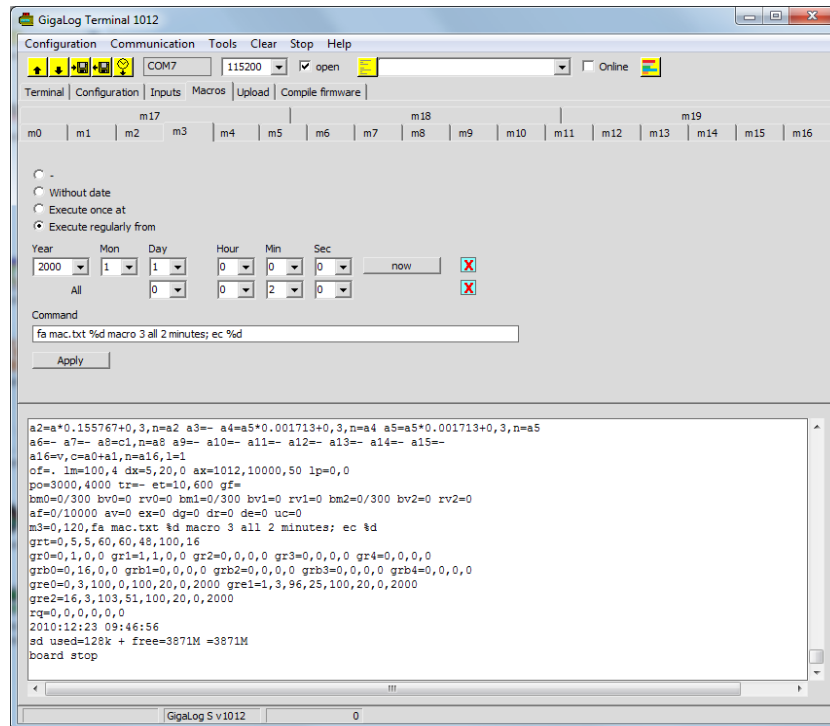 GigaLog Terminal 1012
Configuration Communication Tools Clear Stop Help
COM7 115200 open Online
Terminal Configuration Inputs Macros Upload Compile firmware
m17 m18 m19
m0 m1 m2 m3 m4 m5 m6 m7 m8 m9 m10 m11 m12 m13 m14 m15 m16
-
Without date
Execute once at
Execute regularly from
Year Mon Day Hour Min Sec
2000 1 1 0 0 0 now X
All 0 0 2 0 X
Command
fa mac.txt %d macro 3 all 2 minutes; ec %d
Apply
a2=a*0.155767+0,3,n=a2 a3=- a4=a5*0.001713+0,3,n=a4 a5=a5*0.001713+0,3,n=a5
a6=- a7=- a8=c1,n=a8 a9=- a10=- a11=- a12=- a13=- a14=- a15=-
a16=v,c=a0+a1,n=a16,l=1
of=. lm=100,4 dx=5,20,0 ax=1012,10000,50 lp=0,0
po=3000,4000 tr=- et=10,600 gf=
bm0=0/300 bv0=0 rv0=0 bm1=0/300 bv1=0 rv1=0 bm2=0/300 bv2=0 rv2=0
af=0/10000 av=0 ex=0 dg=0 dr=0 de=0 uc=0
m3=0,120,fa mac.txt %d macro 3 all 2 minutes; ec %d
grt=0,5,5,60,60,48,100,16
gr0=0,1,0,0 gr1=1,1,0,0 gr2=0,0,0,0 gr3=0,0,0,0 gr4=0,0,0,0
grb0=0,16,0,0 grb1=0,0,0,0 grb2=0,0,0,0 grb3=0,0,0,0 grb4=0,0,0,0
gre0=0,3,100,0,100,20,0,2000 gre1=1,3,96,25,100,20,0,2000
gre2=16,3,103,51,100,20,0,2000
rq=0,0,0,0,0,0
2010:12:23 09:46:56
sd used=128k + free=3871M =3871M
board stop
GigaLog S v1012 0